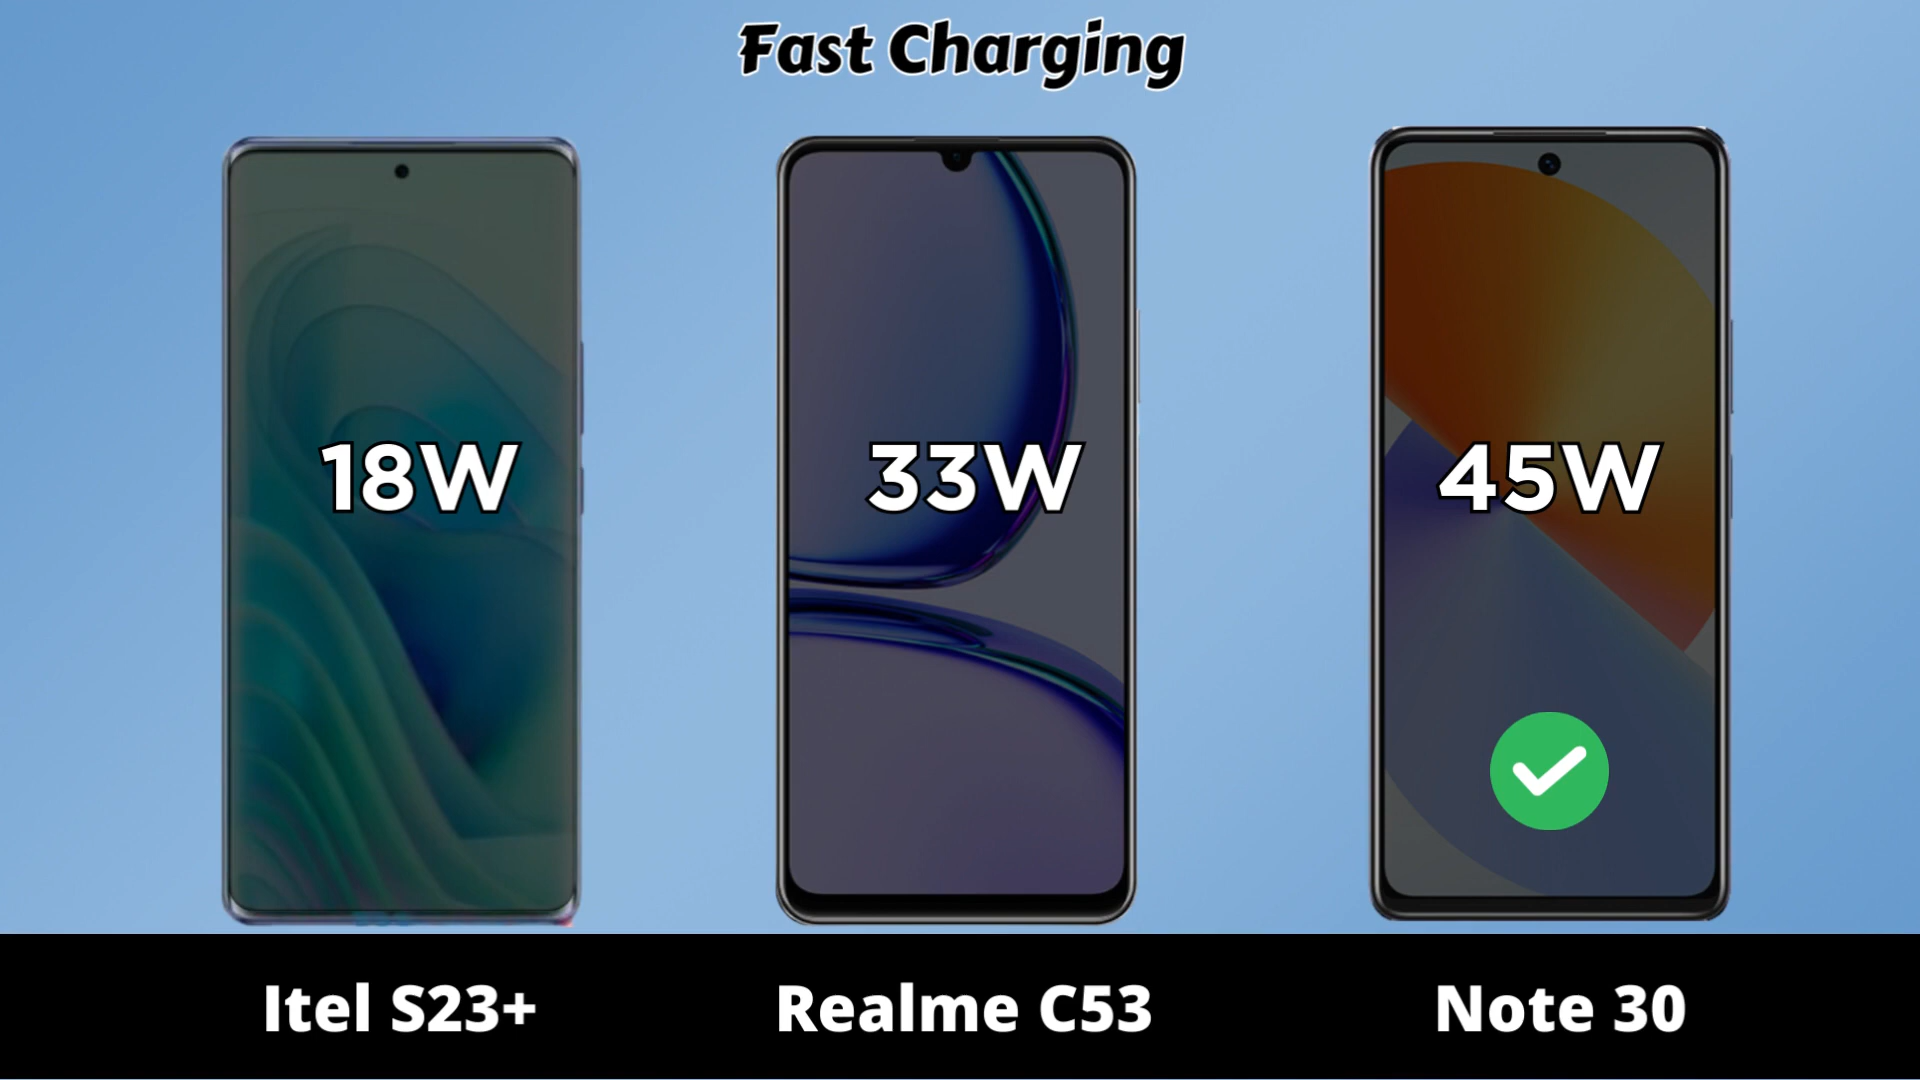 Fast Charging
18W
33W
45W
Itel S23+
Realme C53
Note 30